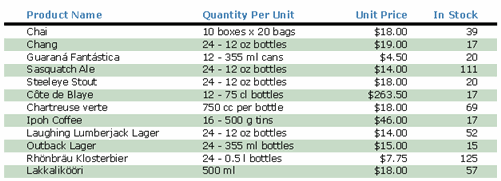 Product Name Quantity Per Unit Unit Price In Stock
Chai 10 boxes x 20 bags $18.00 39
Chang 24 - 12 oz bottles $19.00 17
Guaraná Fantástica 12 - 355 ml cans $4.50 20
Sasquatch Ale 24 - 12 oz bottles $14.00 111
Steeleye Stout 24 - 12 oz bottles $18.00 20
Côte de Blaye 12 - 75 cl bottles $263.50 17
Chartreuse verte 750 cc per bottle $18.00 69
Ipoh Coffee 16 - 500 g tins $46.00 17
Laughing Lumberjack Lager 24 - 12 oz bottles $14.00 52
Outback Lager 24 - 355 ml bottles $15.00 15
Rhönbräu Klosterbier 24 - 0.5 l bottles $7.75 125
Lakkalikööri 500 ml $18.00 57